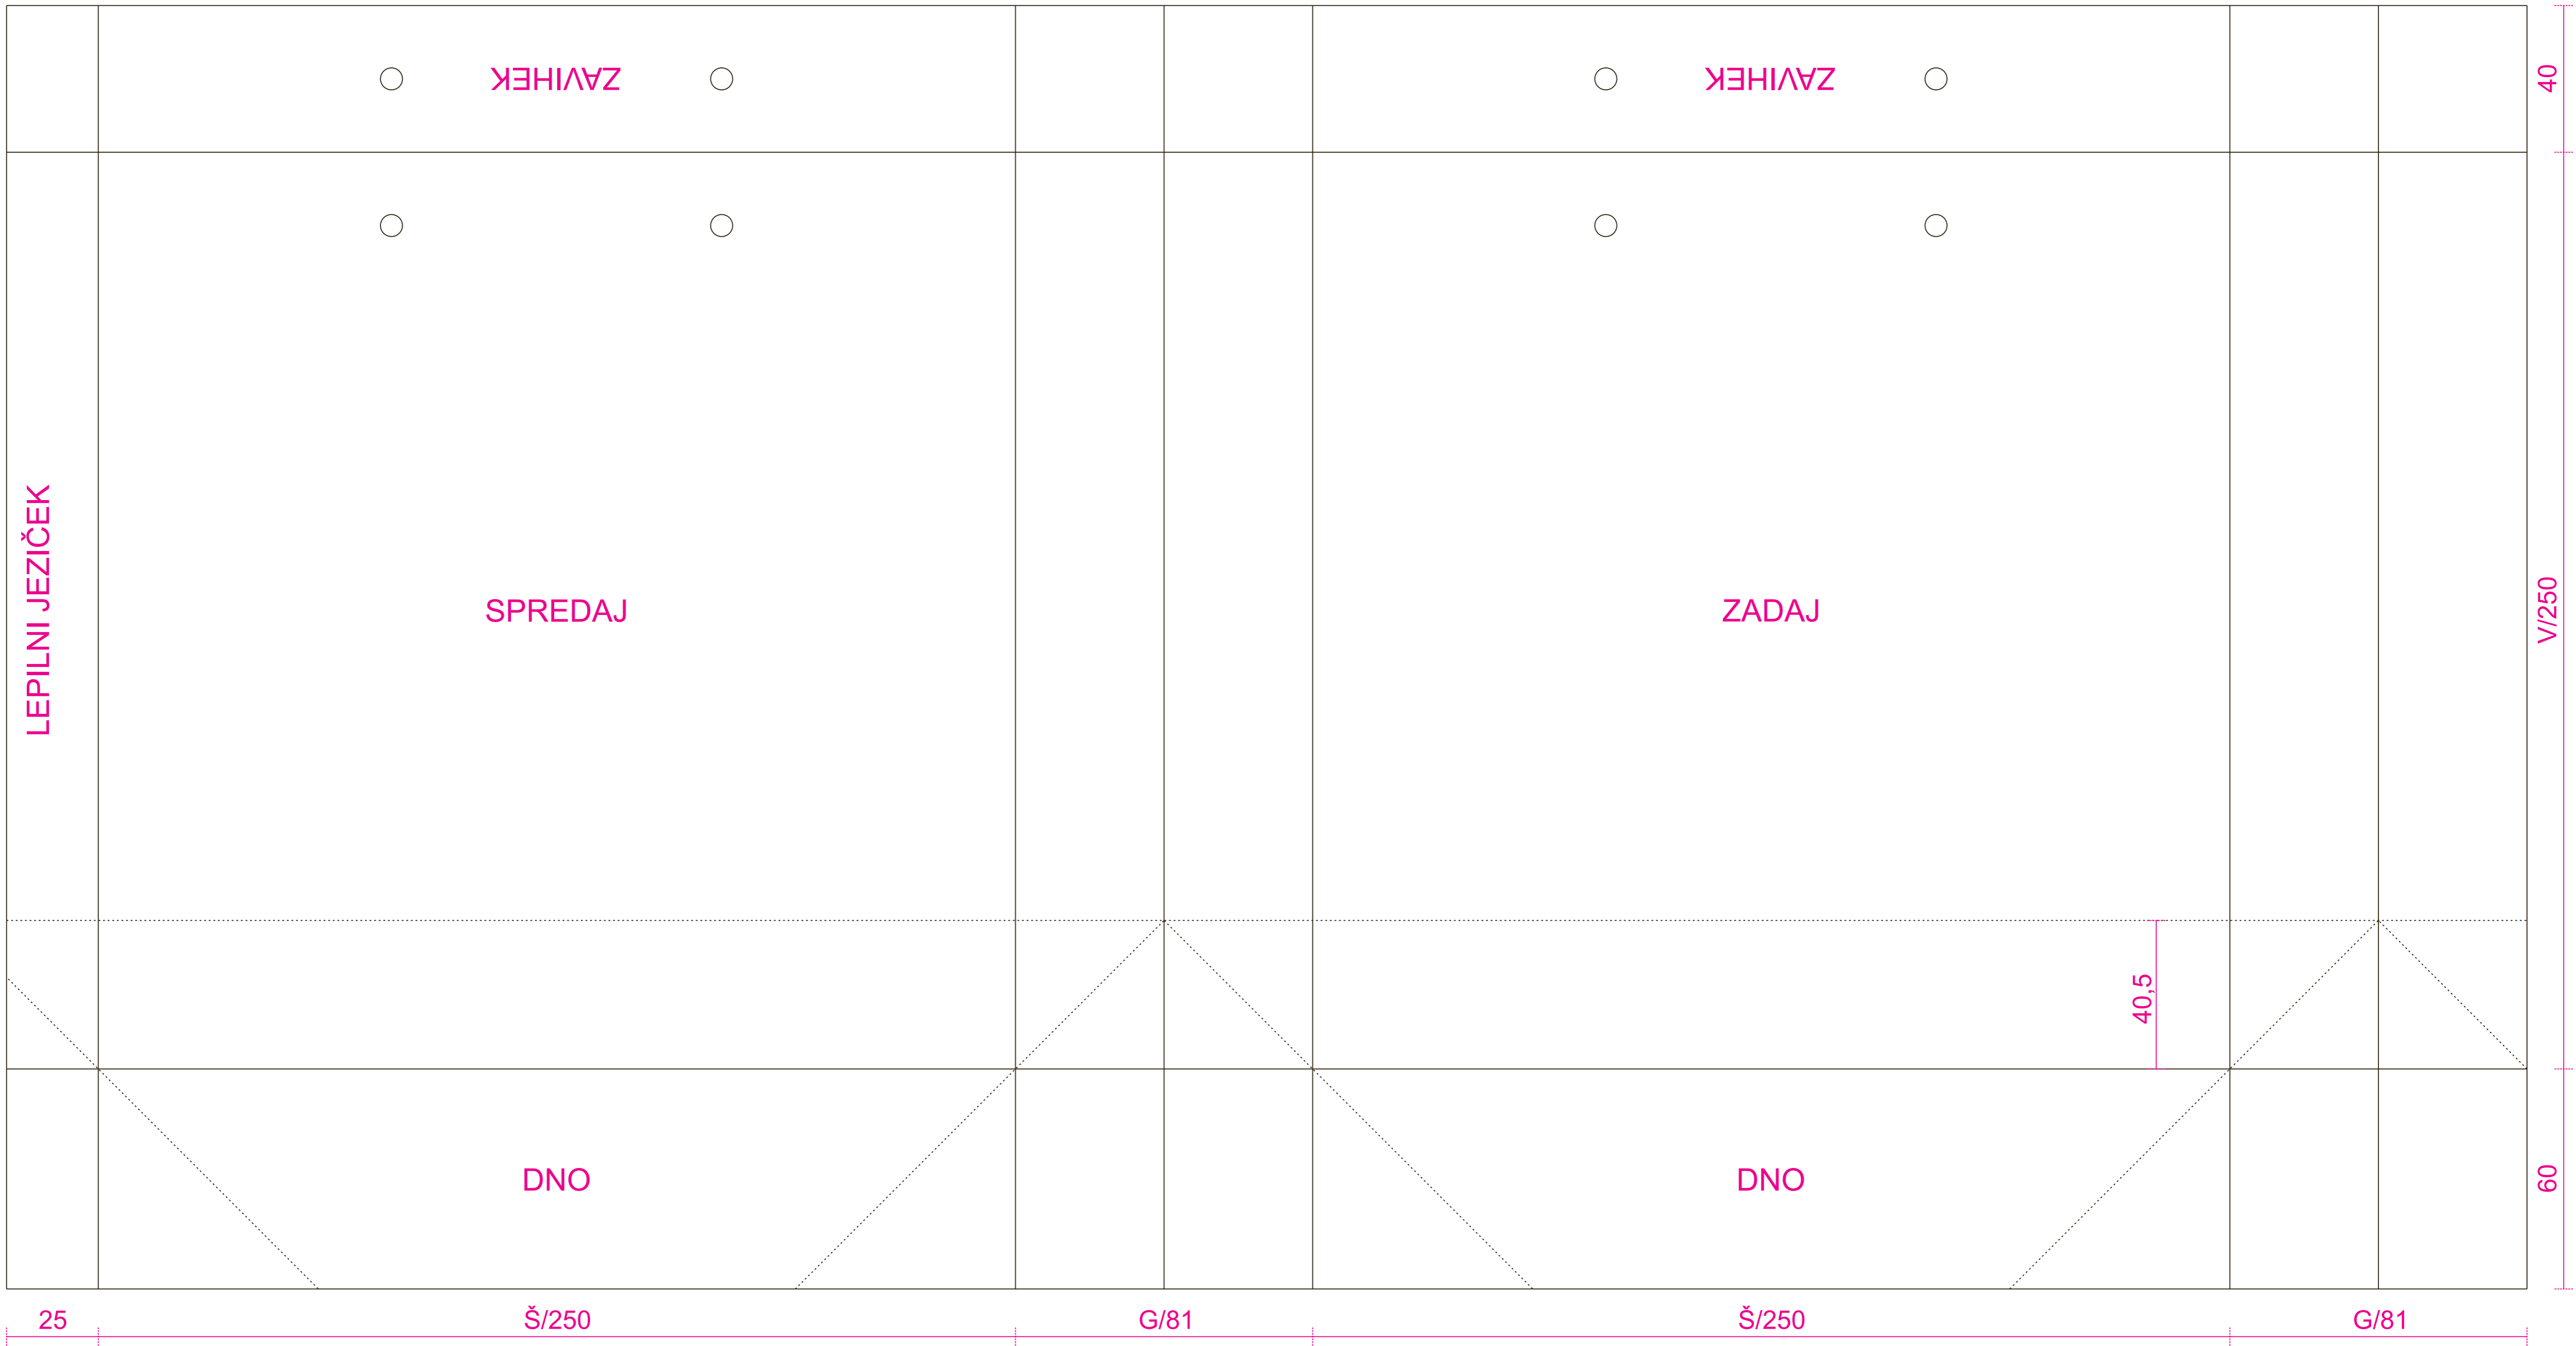 ZAVIHEK
ZAVIHEK
40
LEPILNI JEZIČEK
SPREDAJ
ZADAJ
V/250
40,5
DNO
DNO
60
25
Š/250
G/81
Š/250
G/81